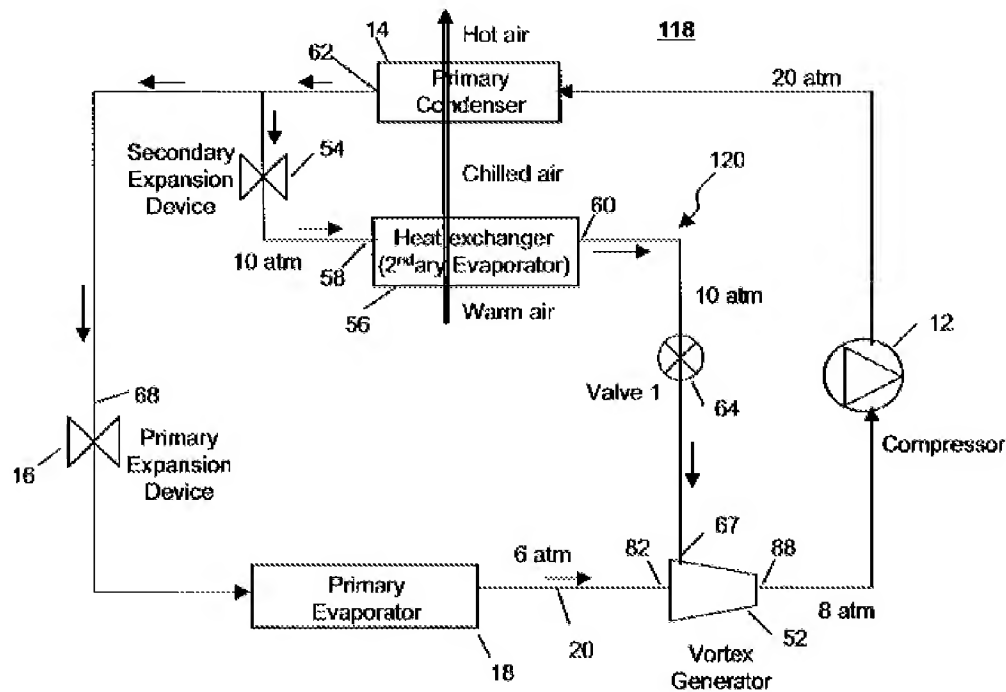 14
Hot air
118
62
Primary
Condenser
20 atm
Secondary
Expansion
Device
54
Chilled air
120
60
Heat exchanger
(2ndary Evaporator)
10 atm
58
10 atm
56
Warm air
12
Valve 1
64
68
Primary
Expansion
Device
16
Compressor
67
6 atm
82
88
Primary
Evaporator
8 atm
18
20
52
Vortex
Generator